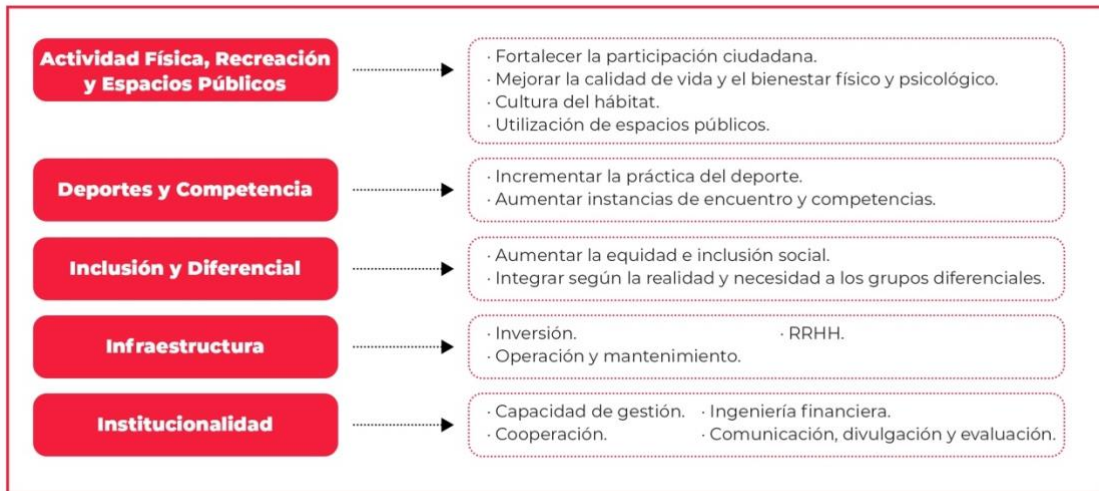 Actividad Física, Recreación
y Espacios Públicos
· Fortalecer la participación ciudadana.
· Mejorar la calidad de vida y el bienestar físico y psicológico.
· Cultura del hábitat.
· Utilización de espacios públicos.
Deportes y Competencia
· Incrementar la práctica del deporte.
· Aumentar instancias de encuentro y competencias.
Inclusión y Diferencial
· Aumentar la equidad e inclusión social.
· Integrar según la realidad y necesidad a los grupos diferenciales.
Infraestructura
· Inversión. · RRHH.
· Operación y mantenimiento.
Institucionalidad
· Capacidad de gestión. · Ingeniería financiera.
· Cooperación. · Comunicación, divulgación y evaluación.